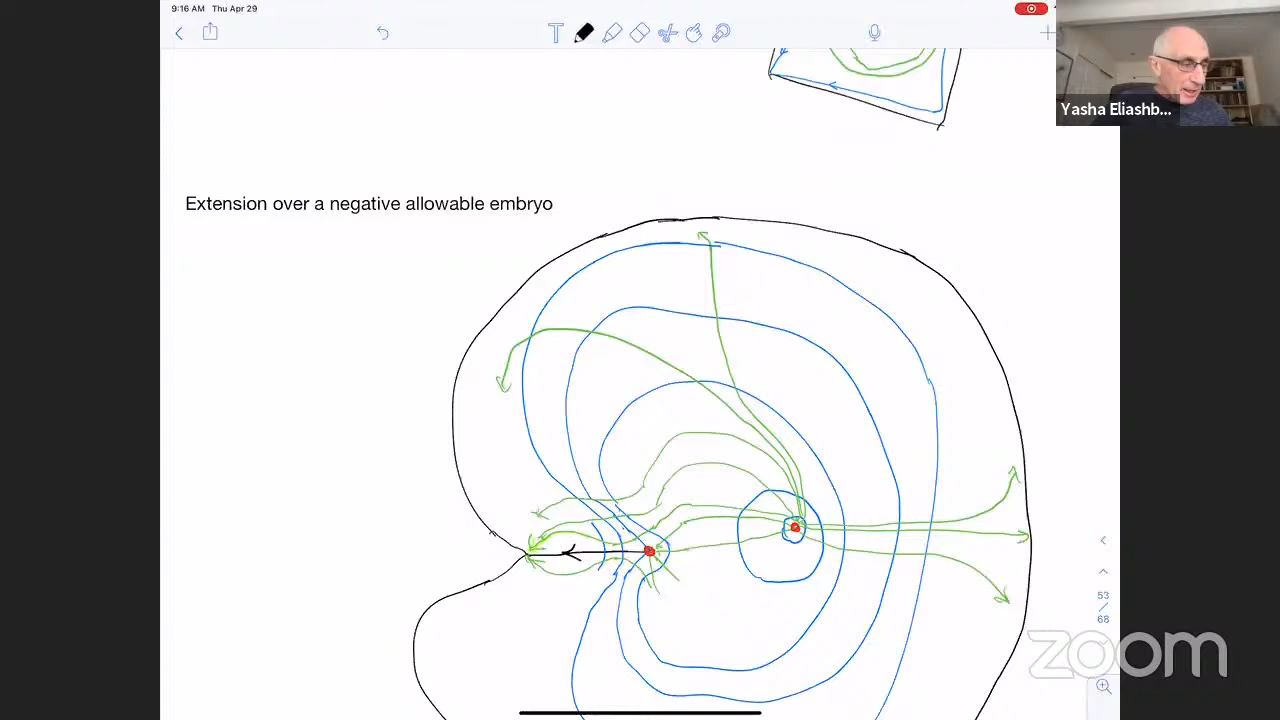 9:16 AM Thu Apr 29
T
Yasha Eliashb...
Extension over a negative allowable embryo
53
/
68
zoom